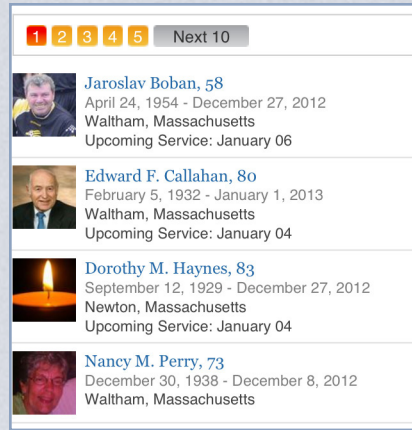 1 2 3 4 5 Next 10
Jaroslav Boban, 58
April 24, 1954 - December 27, 2012
Waltham, Massachusetts
Upcoming Service: January 06
Edward F. Callahan, 80
February 5, 1932 - January 1, 2013
Waltham, Massachusetts
Upcoming Service: January 04
Dorothy M. Haynes, 83
September 12, 1929 - December 27, 2012
Newton, Massachusetts
Upcoming Service: January 04
Nancy M. Perry, 73
December 30, 1938 - December 8, 2012
Waltham, Massachusetts